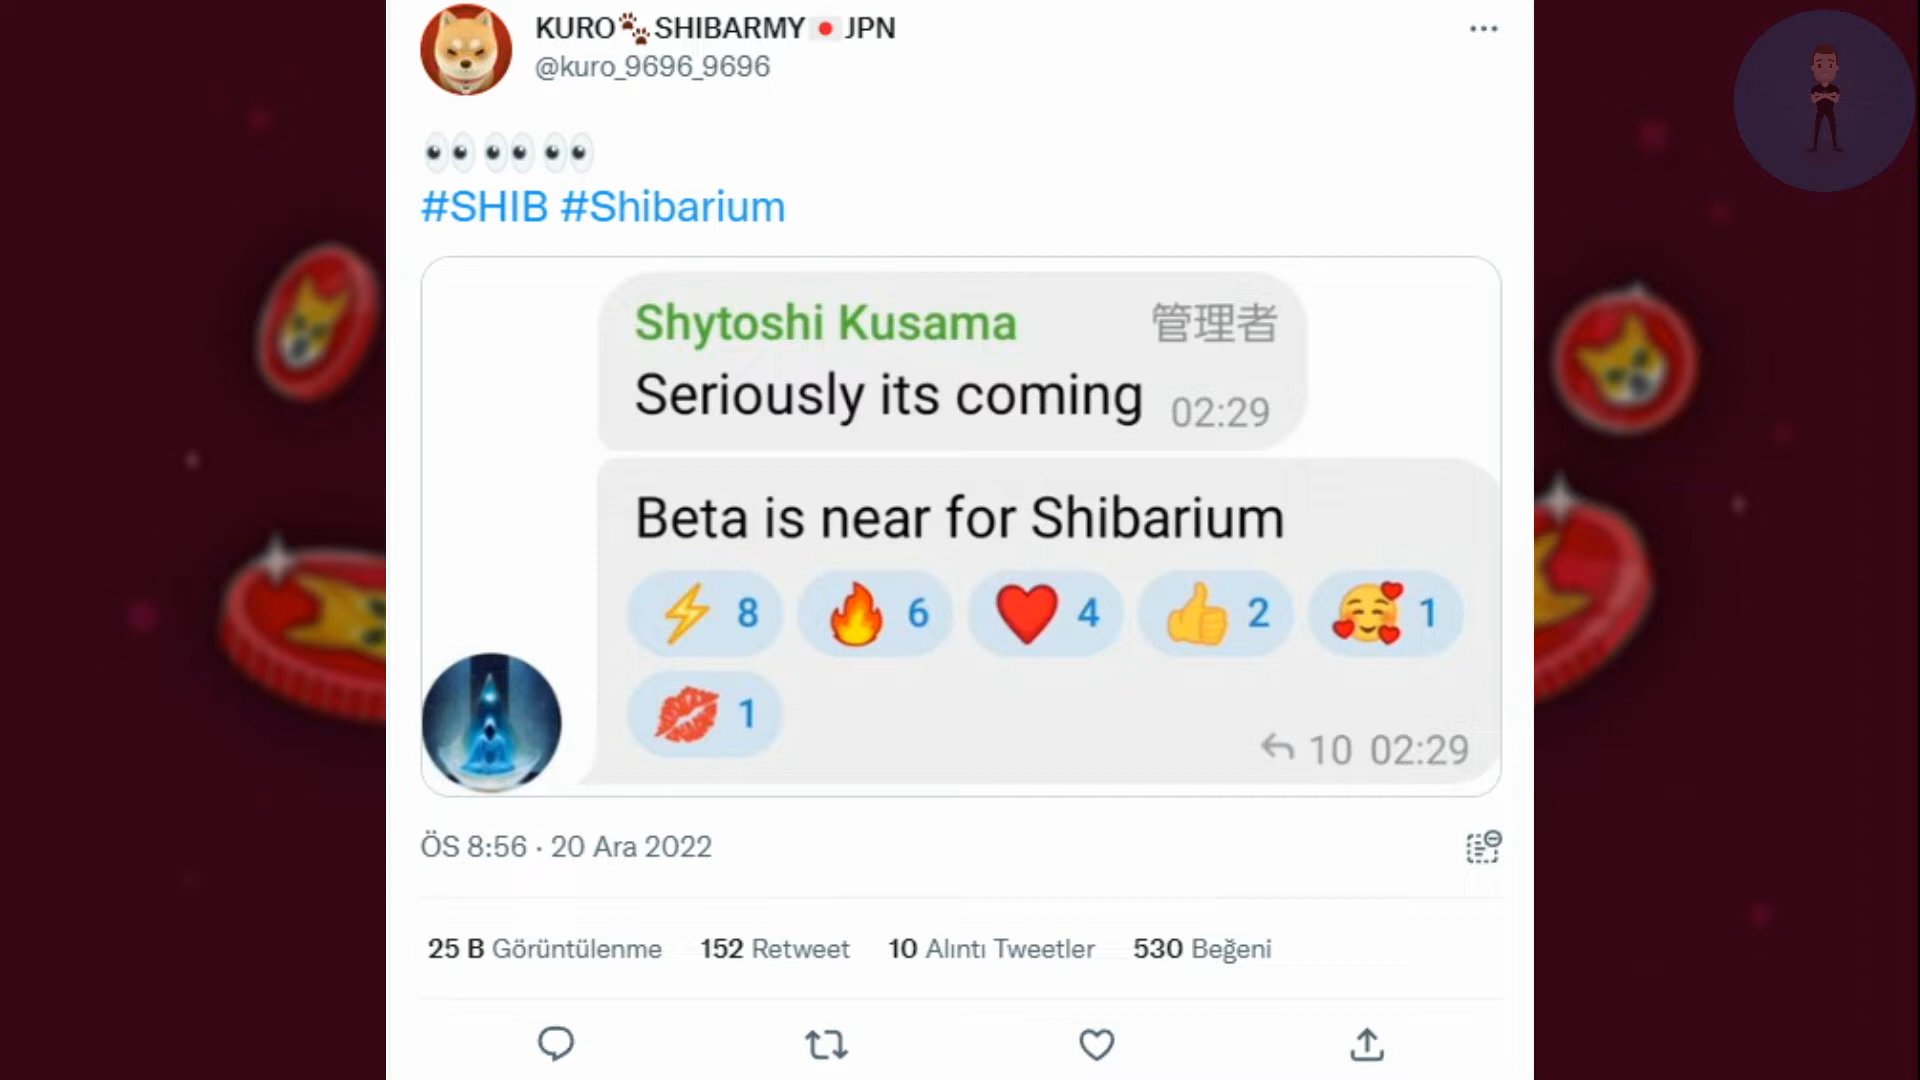 KURO🐾SHIBARMY🇯🇵JPN
@kuro_9696_9696
👀👀👀
#SHIB #Shibarium
Shytoshi Kusama 管理者
Seriously its coming 02:29
Beta is near for Shibarium
⚡ 8 🔥 6 ❤️ 4 👍 2 🥰 1
💋 1
10 02:29
ÖS 8:56 · 20 Ara 2022
25 B Görüntülenme 152 Retweet 10 Alıntı Tweetler 530 Beğeni